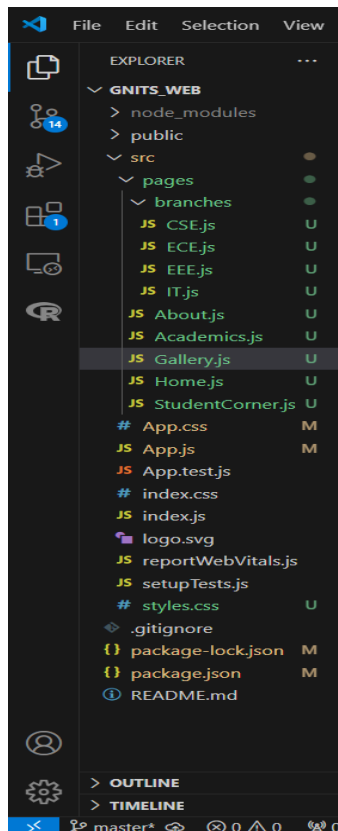 File Edit Selection View
EXPLORER ...
GNITS_WEB
node_modules
public
src
pages
branches
JS CSE.js U
JS ECE.js U
JS EEE.js U
JS IT.js U
JS About.js U
JS Academics.js U
JS Gallery.js U
JS Home.js U
JS StudentCorner.js U
# App.css M
JS App.js M
JS App.test.js
# index.css
JS index.js
logo.svg
JS reportWebVitals.js
JS setupTests.js
# styles.css U
.gitignore
{} package-lock.json M
{} package.json M
README.md
14
1
R
OUTLINE
TIMELINE
master* 0 0 0